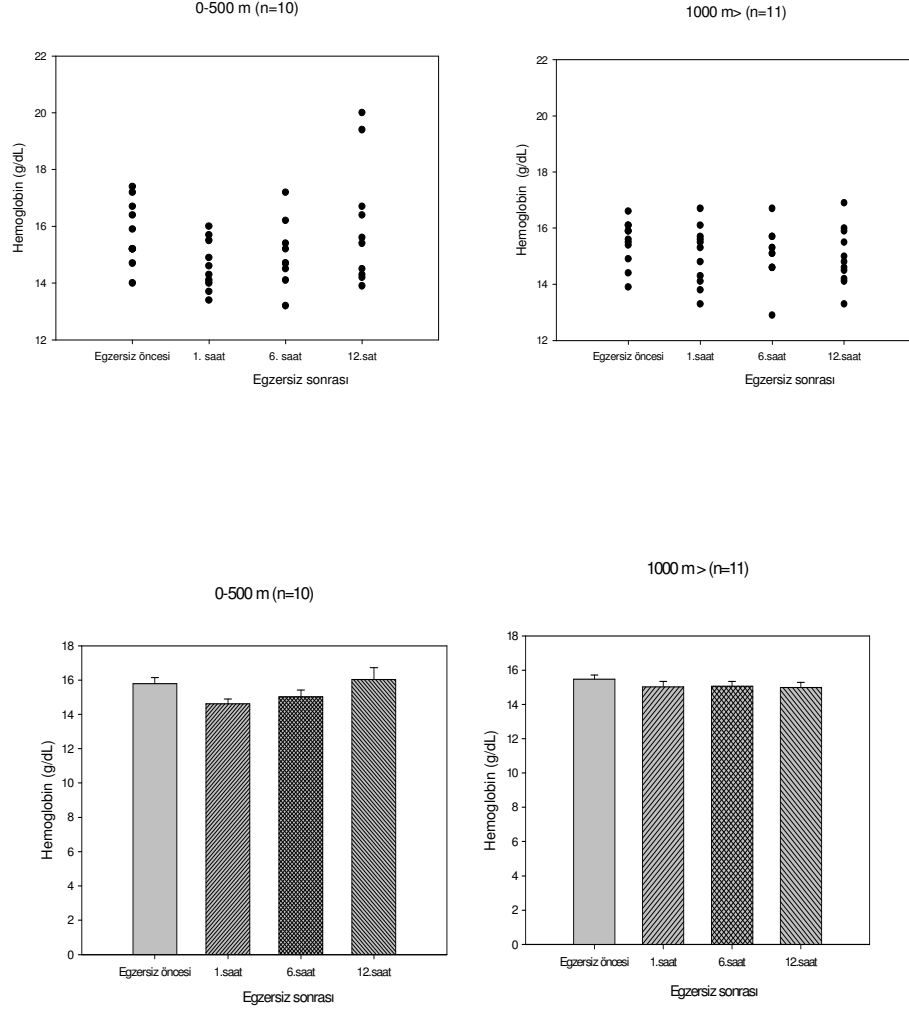 0-500 m (n=10)
22
20
18
16
14
12
Hemoglobin (g/dL)
Egzersiz öncesi 1. saat 6. saat 12.sat
Egzersiz sonrası
1000 m> (n=11)
22
20
18
16
14
12
Hemoglobin (g/dL)
Egzersiz öncesi 1.saat 6.saat 12.saat
Egzersiz sonrası
0-500 m (n=10)
18
16
14
12
10
8
6
4
2
0
Hemoglobin (g/dL)
Egzersiz öncesi 1.saat 6.saat 12.saat
Egzersiz sonrası
1000 m > (n=11)
18
16
14
12
10
8
6
4
2
0
Hemoglobin (g/dL)
Egzersiz öncesi 1.saat 6.saat 12.saat
Egzersiz sonrası